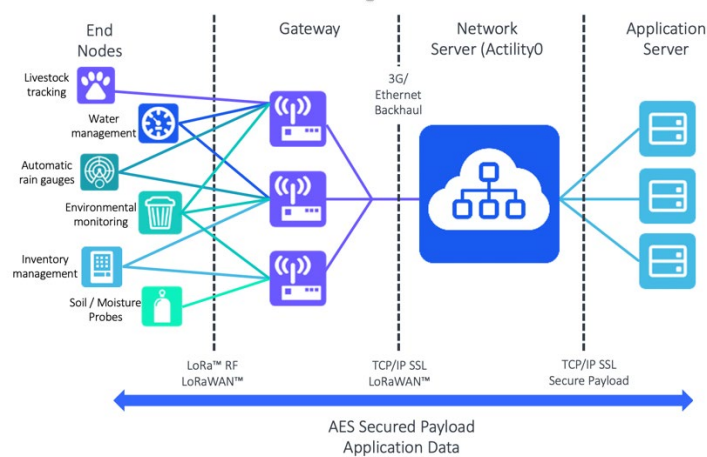 End
Nodes
Gateway
Network
Server (Actility0
Application
Server
3G/
Ethernet
Backhaul
Livestock
tracking
Water
management
Automatic
rain gauges
Environmental
monitoring
Inventory
management
Soil / Moisture
Probes
LoRa™ RF
LoRaWAN™
TCP/IP SSL
LoRaWAN™
TCP/IP SSL
Secure Payload
AES Secured Payload
Application Data